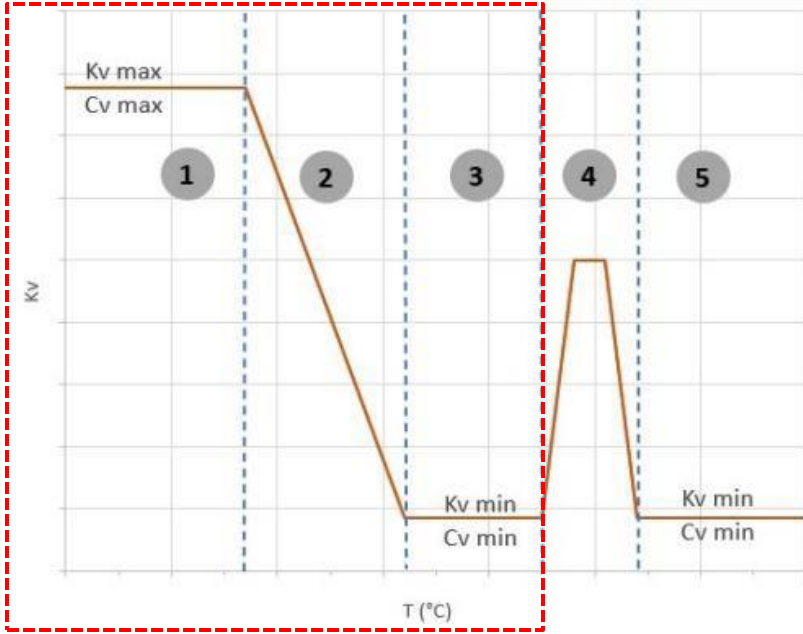 Kv max
Cv max
1
2
3
4
5
Kv
Kv min
Cv min
Kv min
Cv min
T (°C)